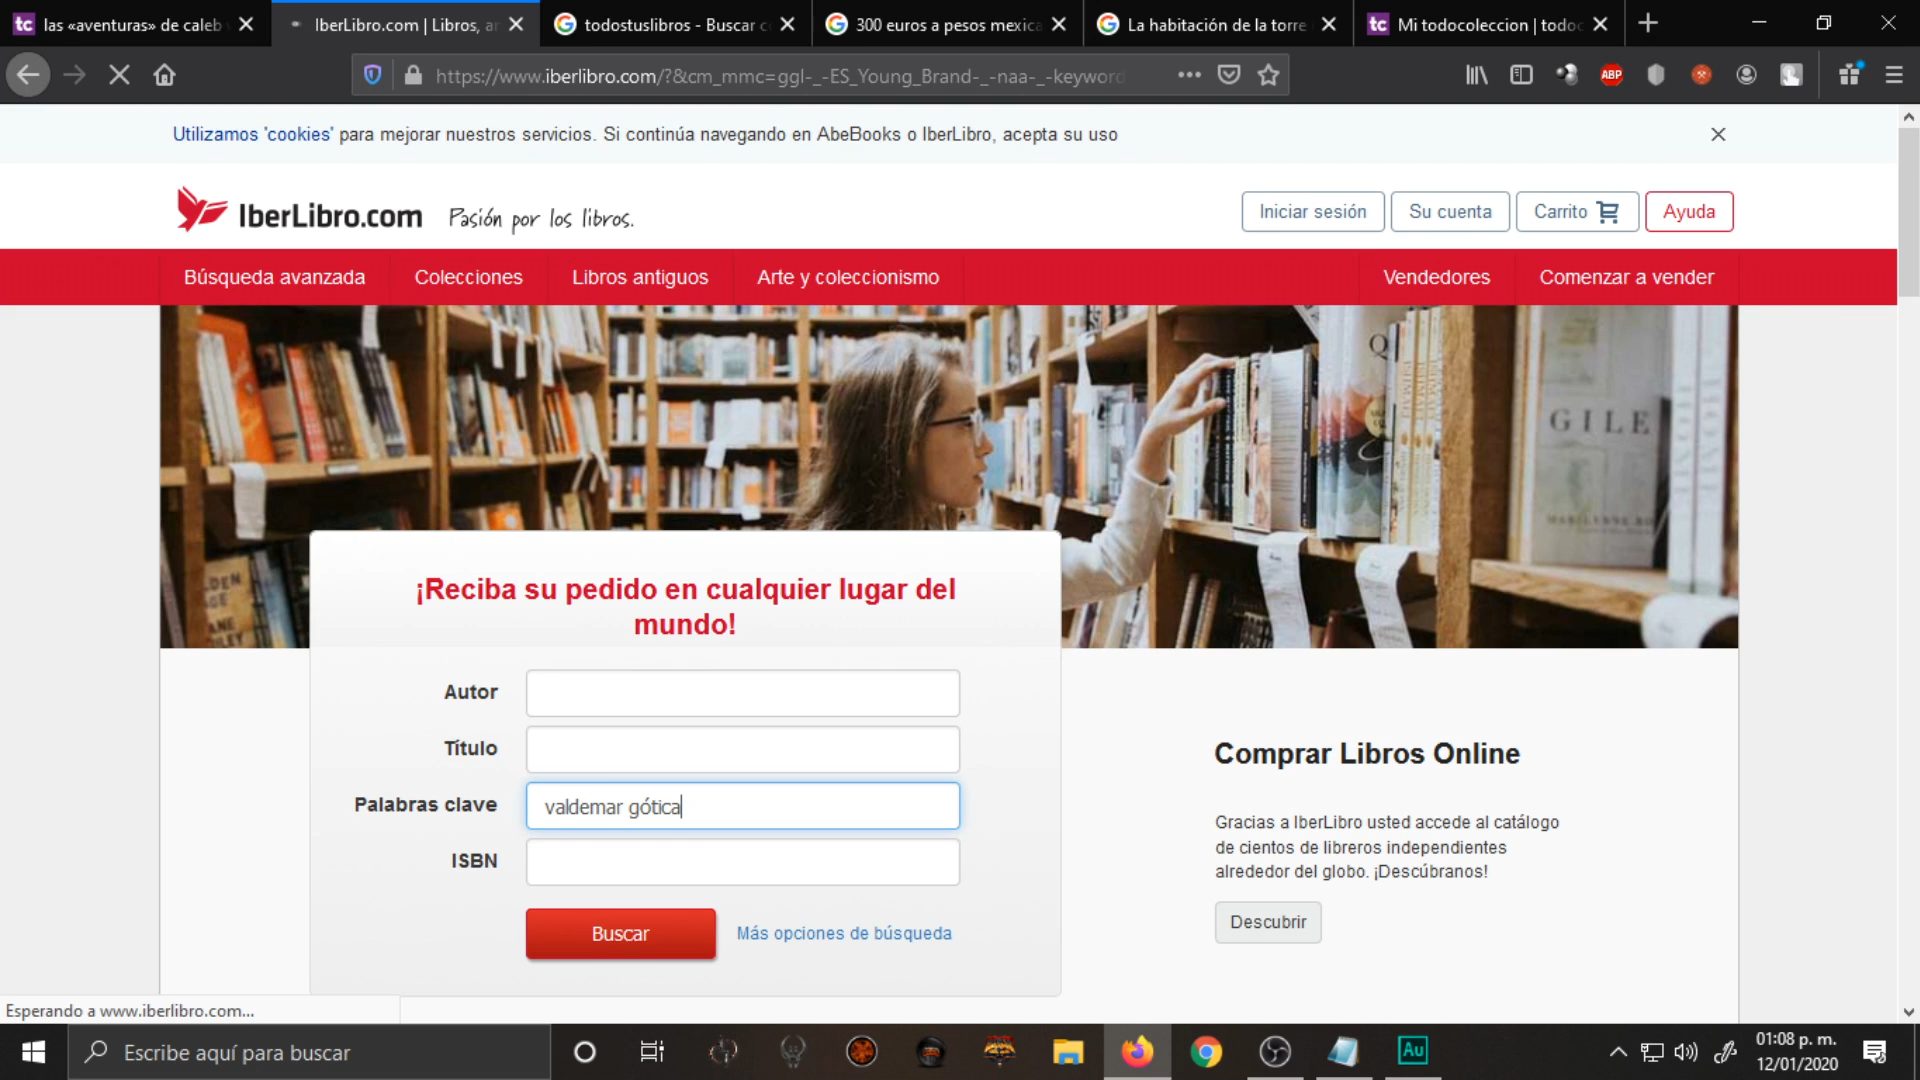 las «aventuras» de caleb
IberLibro.com | Libros, ar
todostuslibros - Buscar c
300 euros a pesos mexica
La habitación de la torre
Mi todocoleccion | todoc
https://www.iberlibro.com/?&cm_mmc=ggl-_-ES_Young_Brand-_-naa-_-keyword
ABP
Utilizamos 'cookies' para mejorar nuestros servicios. Si continúa navegando en AbeBooks o IberLibro, acepta su uso
IberLibro.com Pasión por los libros.
Iniciar sesión
Su cuenta
Carrito
Ayuda
Búsqueda avanzada
Colecciones
Libros antiguos
Arte y coleccionismo
Vendedores
Comenzar a vender
GILE
¡Reciba su pedido en cualquier lugar del
mundo!
Autor
Título
Palabras clave valdemar gótica
ISBN
Buscar
Más opciones de búsqueda
Comprar Libros Online
Gracias a IberLibro usted accede al catálogo
de cientos de libreros independientes
alrededor del globo. ¡Descúbranos!
Descubrir
Esperando a www.iberlibro.com...
Escribe aquí para buscar
Au
01:08 p. m.
12/01/2020